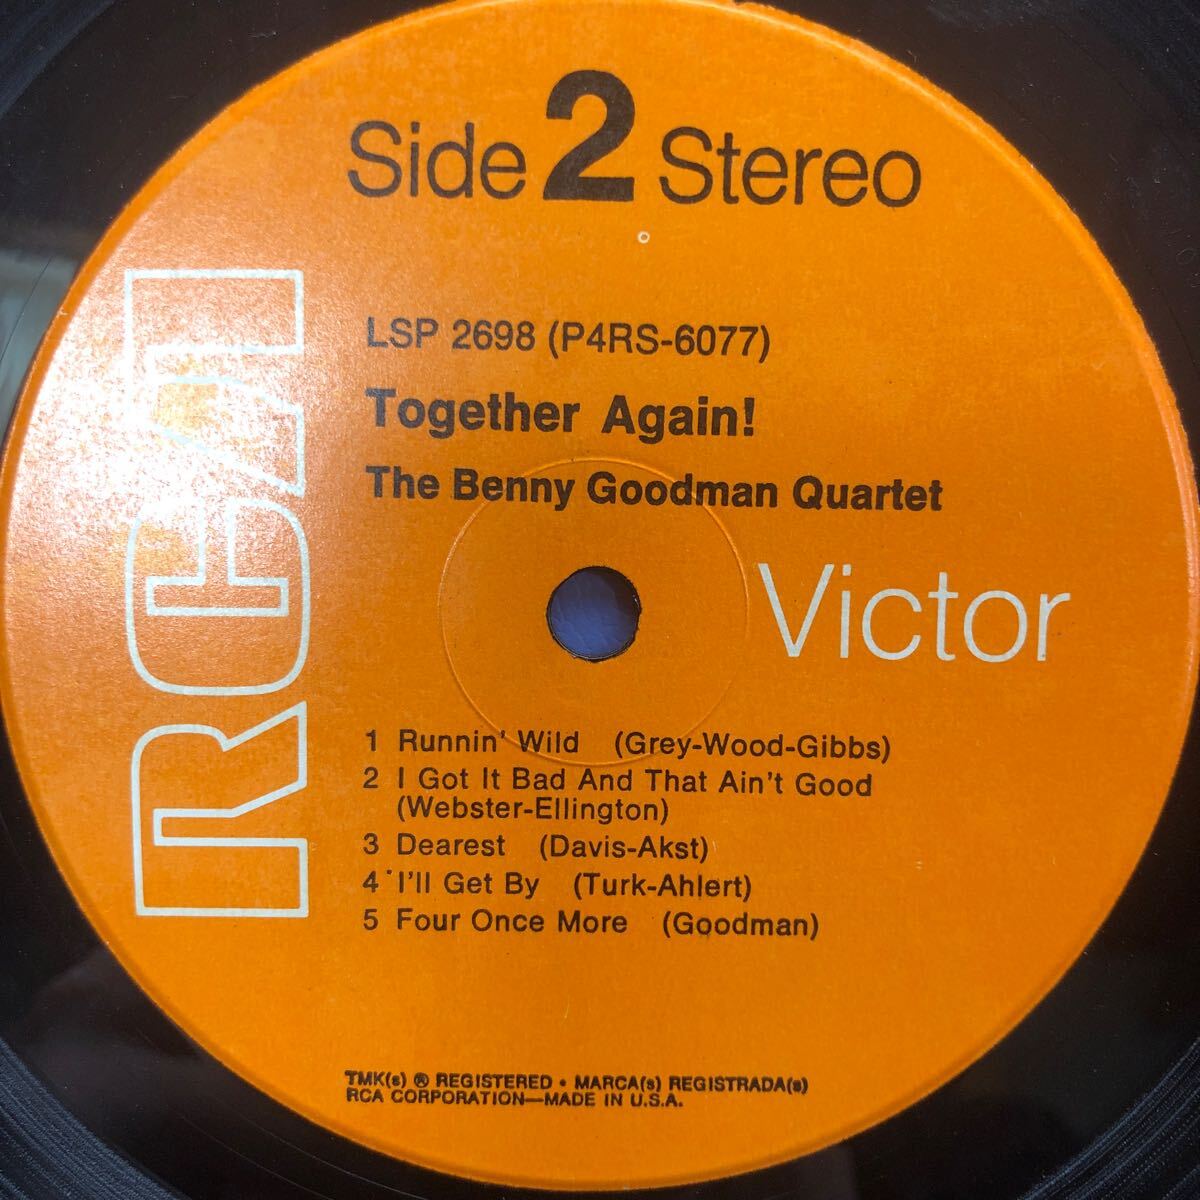 Side 2 Stereo
LSP 2698 (P4RS-6077)
Together Again!
The Benny Goodman Quartet
RCA
Victor
1 Runnin' Wild (Grey-Wood-Gibbs)
2 I Got It Bad And That Ain't Good
(Webster-Ellington)
3 Dearest (Davis-Akst)
4 I'll Get By (Turk-Ahlert)
5 Four Once More (Goodman)
TMK(s) ® REGISTERED • MARCA(s) REGISTRADA(s)
RCA CORPORATION—MADE IN U.S.A.